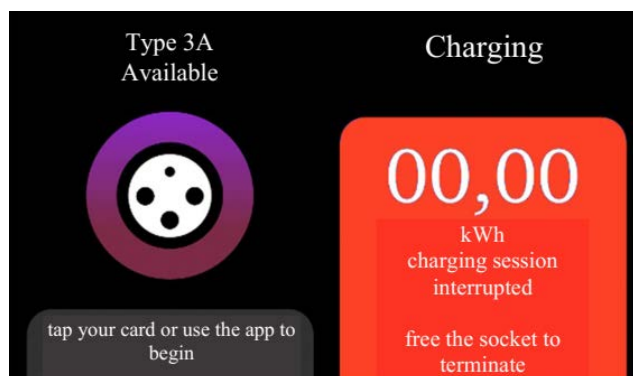 Type 3A
Available
tap your card or use the app to
begin
Charging
00,00
kWh
charging session
interrupted
free the socket to
terminate